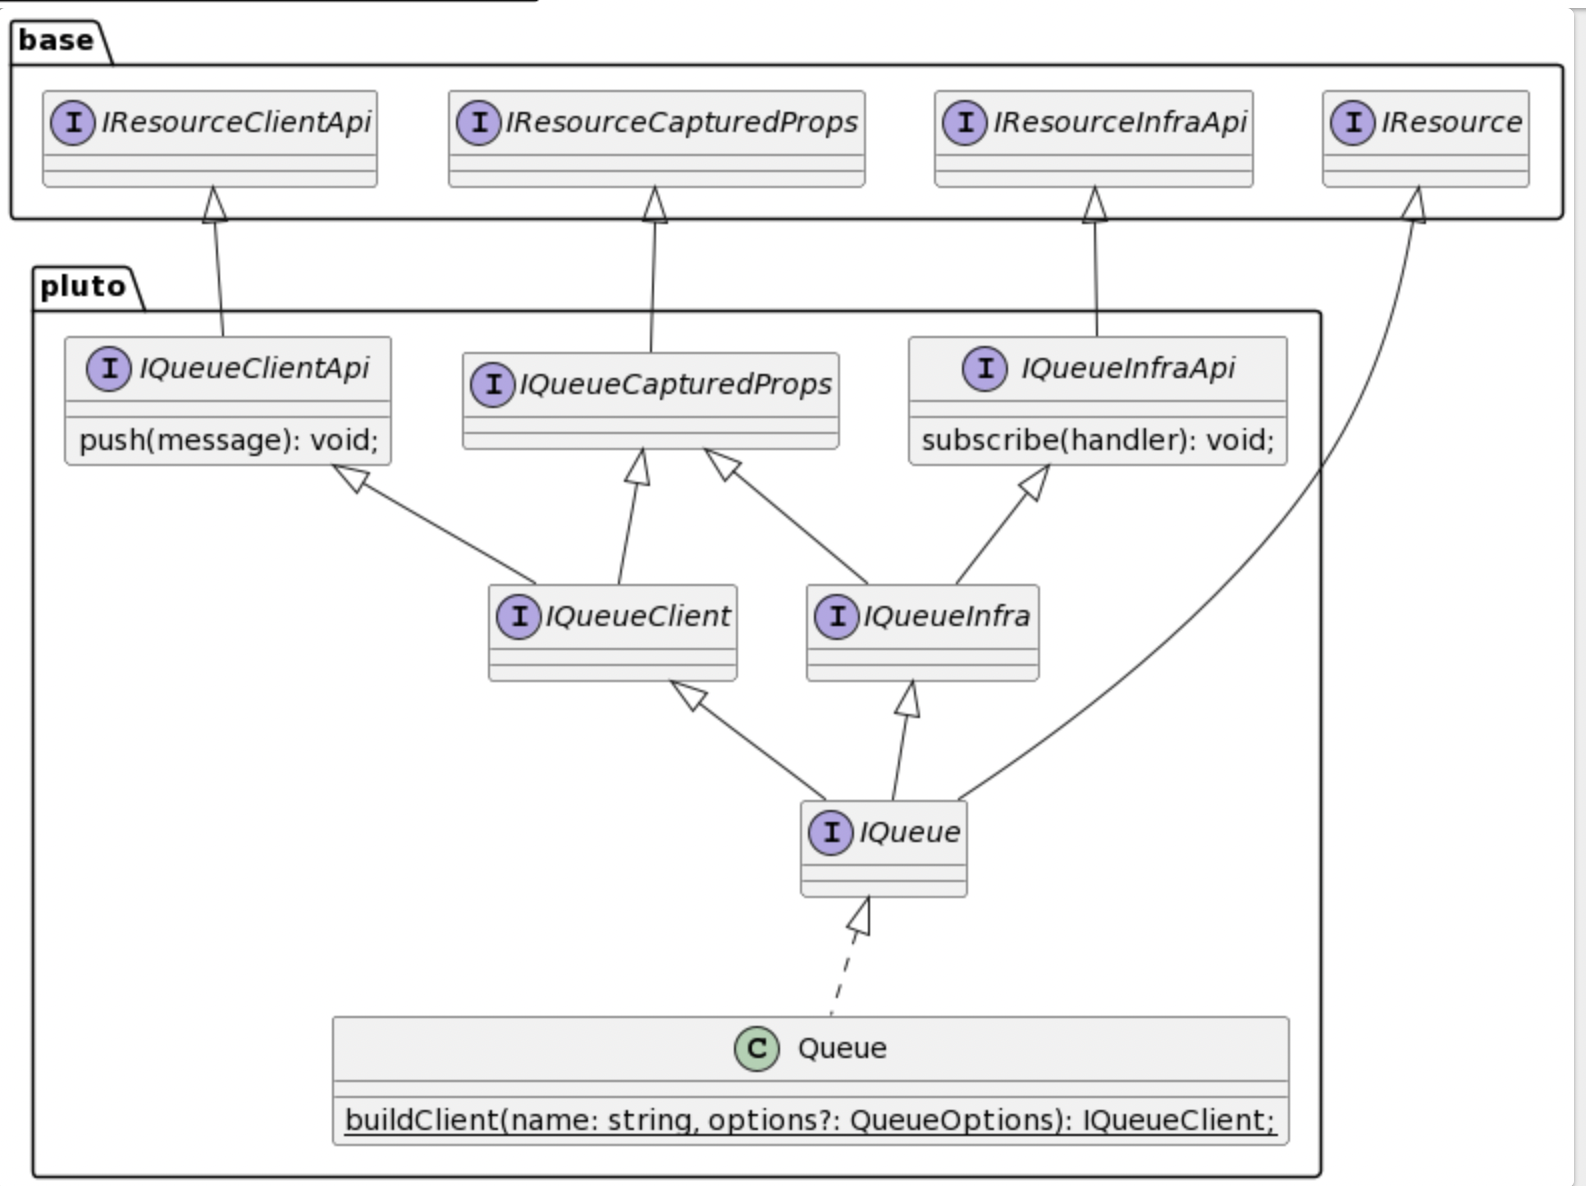 base
I IResourceClientApi
I IResourceCapturedProps
I IResourceInfraApi
I IResource
pluto
I IQueueClientApi
push(message): void;
I IQueueCapturedProps
I IQueueInfraApi
subscribe(handler): void;
I IQueueClient
I IQueueInfra
I IQueue
C Queue
buildClient(name: string, options?: QueueOptions): IQueueClient;